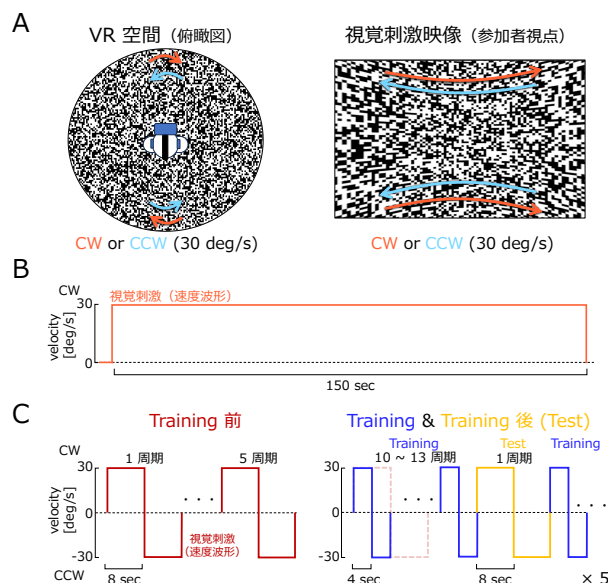 A
VR 空間（俯瞰図）
視覚刺激映像（参加者視点）
CW or CCW (30 deg/s)
CW or CCW (30 deg/s)
B
CW
視覚刺激（速度波形）
30
velocity
[deg/s]
0
150 sec
C
Training 前
Training & Training 後 (Test)
Training
Test
Training
CW
1 周期
5 周期
10 ~ 13 周期
1周期
30
velocity
[deg/s]
0
-30
・・・
視覚刺激
（速度波形）
CCW
8 sec
30
0
-30
・・・
・・・・
4 sec
8 sec
× 5